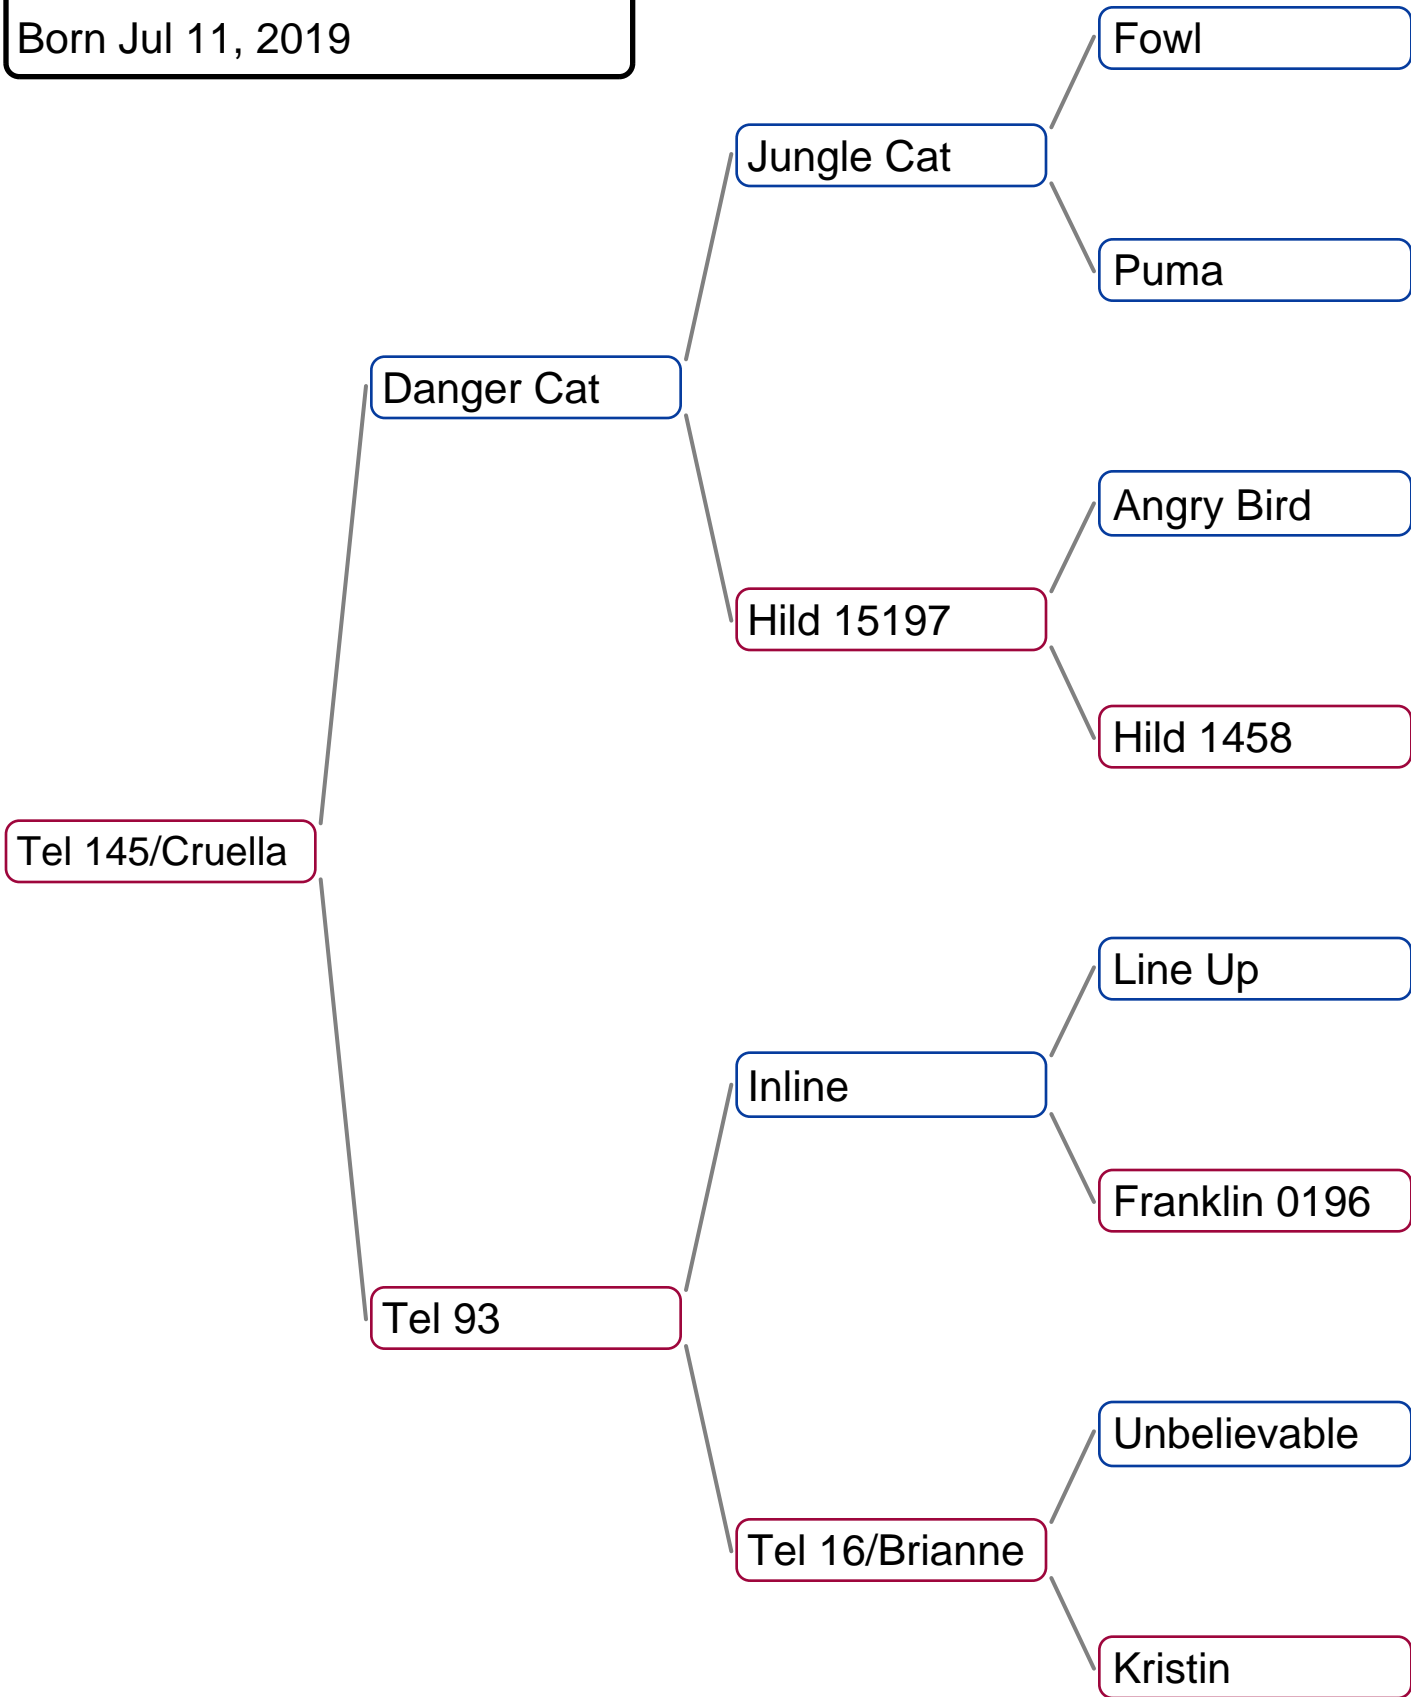 Born Jul 11, 2019
Fowl
Jungle Cat
Puma
Danger Cat
Angry Bird
Hild 15197
Hild 1458
Tel 145/Cruella
Line Up
Inline
Franklin 0196
Tel 93
Unbelievable
Tel 16/Brianne
Kristin